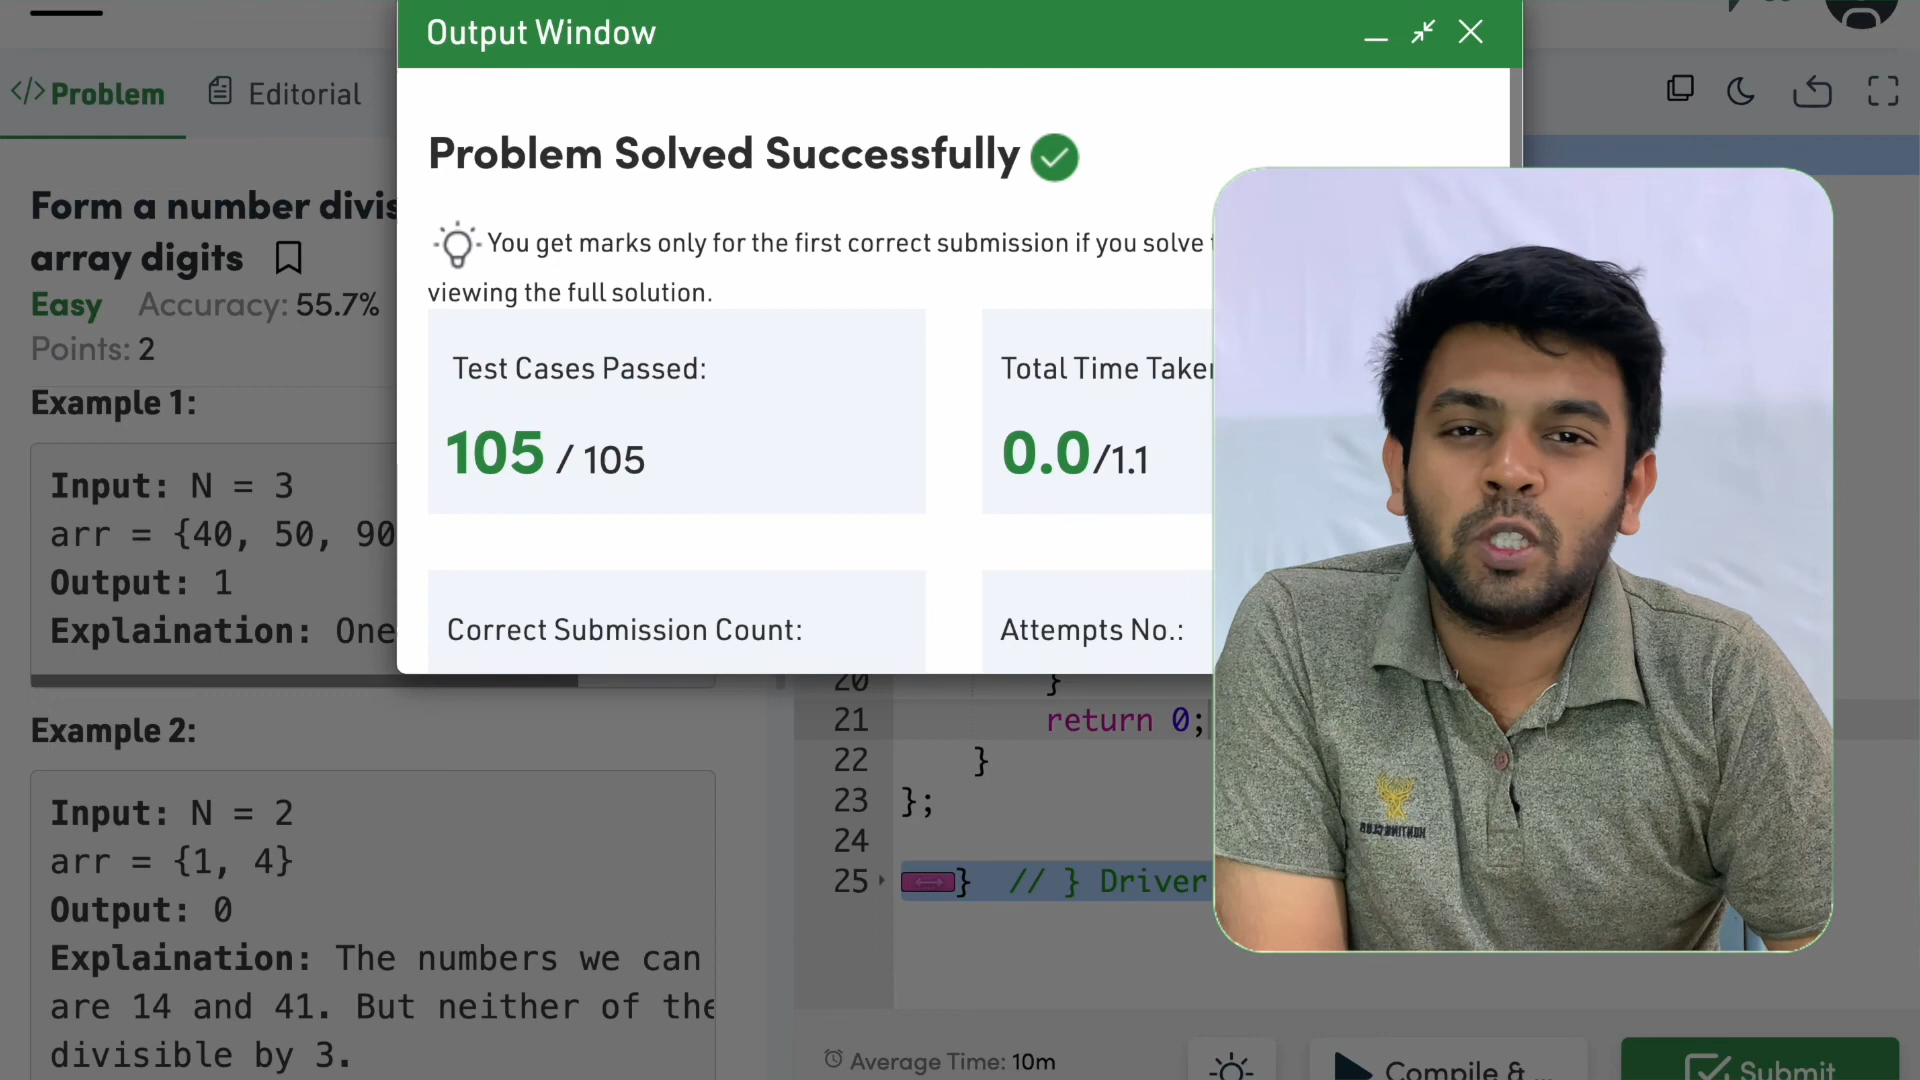 Output Window
</> Problem
Editorial
Problem Solved Successfully
Form a number divis
array digits
You get marks only for the first correct submission if you solve
viewing the full solution.
Easy Accuracy: 55.7%
Points: 2
Test Cases Passed:
105 / 105
Total Time Taken
0.0/1.1
Example 1:
Input: N = 3
arr = {40, 50, 90
Output: 1
Explaination: One
Correct Submission Count:
Attempts No.:
20 }
21 return 0;
22 }
23 };
24
25 } // } Driver
Example 2:
Input: N = 2
arr = {1, 4}
Output: 0
Explaination: The numbers we can
are 14 and 41. But neither of the
divisible by 3.
HUNTING CLUB
Average Time: 10m
Compile & ...
Submit